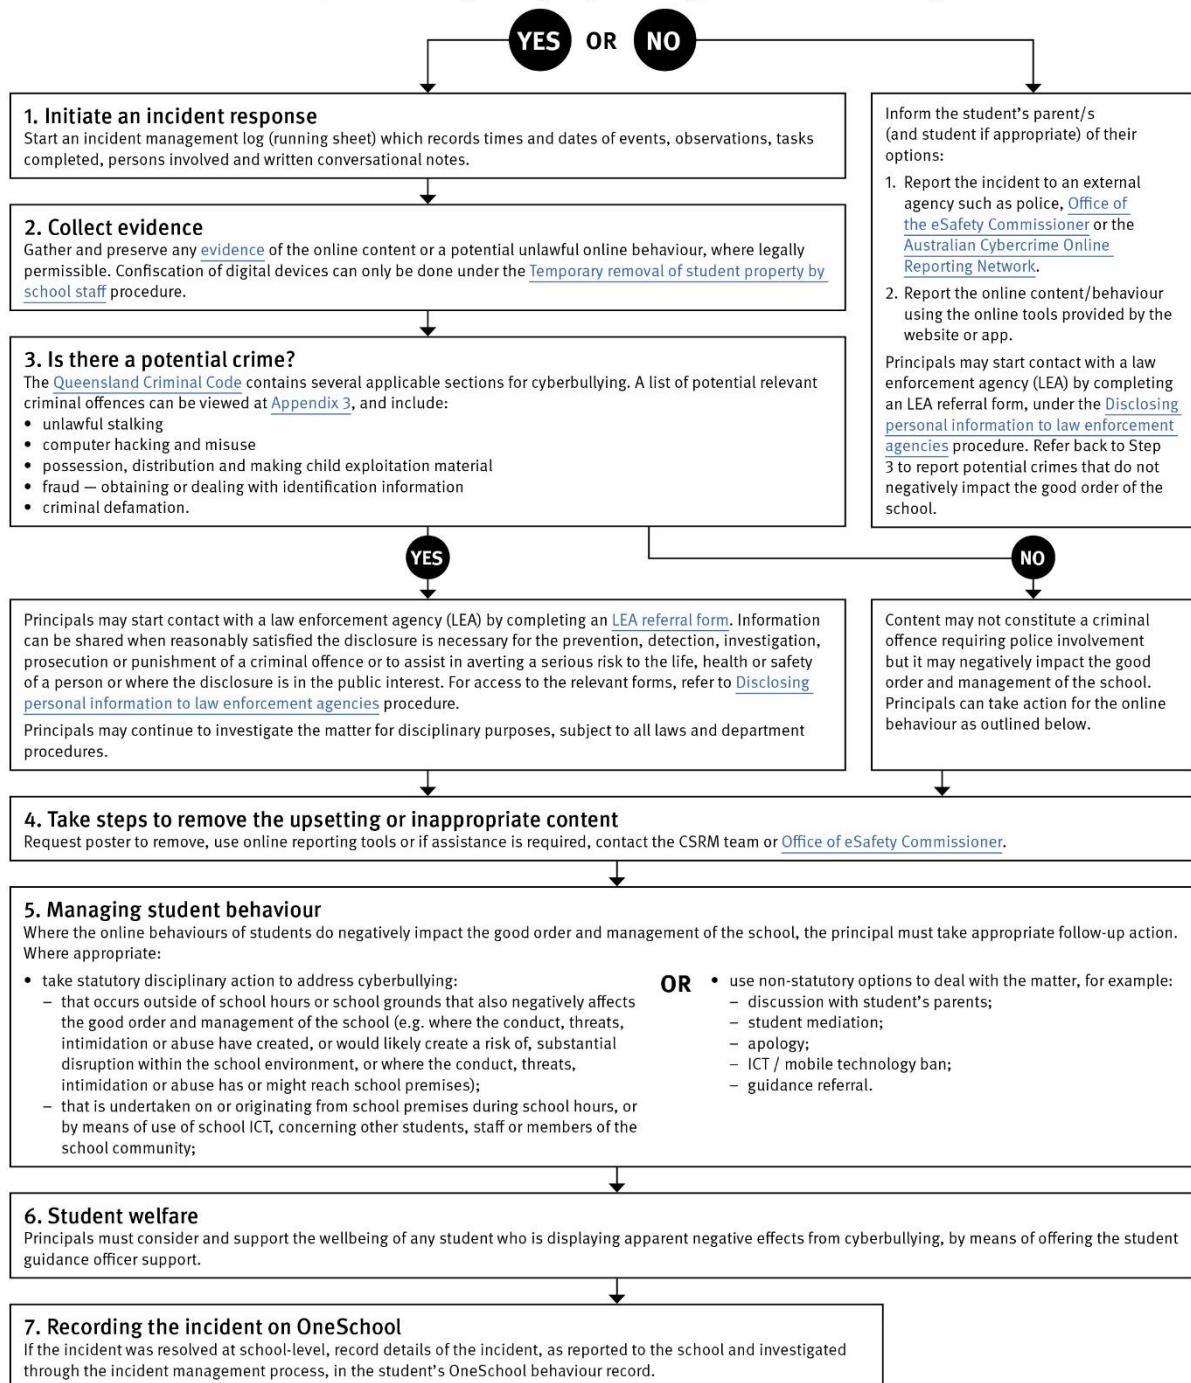 YES OR NO
1. Initiate an incident response
Start an incident management log (running sheet) which records times and dates of events, observations, tasks
completed, persons involved and written conversational notes.
2. Collect evidence
Gather and preserve any evidence of the online content or a potential unlawful online behaviour, where legally
permissible. Confiscation of digital devices can only be done under the Temporary removal of student property by
school staff procedure.
3. Is there a potential crime?
The Queensland Criminal Code contains several applicable sections for cyberbullying. A list of potential relevant
criminal offences can be viewed at Appendix 3, and include:
• unlawful stalking
• computer hacking and misuse
• possession, distribution and making child exploitation material
• fraud — obtaining or dealing with identification information
• criminal defamation.
Inform the student's parent/s
(and student if appropriate) of their
options:
1. Report the incident to an external
agency such as police, Office of
the eSafety Commissioner or the
Australian Cybercrime Online
Reporting Network.
2. Report the online content/behaviour
using the online tools provided by the
website or app.
Principals may start contact with a law
enforcement agency (LEA) by completing
an LEA referral form, under the Disclosing
personal information to law enforcement
agencies procedure. Refer back to Step
3 to report potential crimes that do not
negatively impact the good order of the
school.
YES
NO
Principals may start contact with a law enforcement agency (LEA) by completing an LEA referral form. Information
can be shared when reasonably satisfied the disclosure is necessary for the prevention, detection, investigation,
prosecution or punishment of a criminal offence or to assist in averting a serious risk to the life, health or safety
of a person or where the disclosure is in the public interest. For access to the relevant forms, refer to Disclosing
personal information to law enforcement agencies procedure.
Principals may continue to investigate the matter for disciplinary purposes, subject to all laws and department
procedures.
Content may not constitute a criminal
offence requiring police involvement
but it may negatively impact the good
order and management of the school.
Principals can take action for the online
behaviour as outlined below.
4. Take steps to remove the upsetting or inappropriate content
Request poster to remove, use online reporting tools or if assistance is required, contact the CSRM team or Office of eSafety Commissioner.
5. Managing student behaviour
Where the online behaviours of students do negatively impact the good order and management of the school, the principal must take appropriate follow-up action.
Where appropriate:
• take statutory disciplinary action to address cyberbullying:
– that occurs outside of school hours or school grounds that also negatively affects
the good order and management of the school (e.g. where the conduct, threats,
intimidation or abuse have created, or would likely create a risk of, substantial
disruption within the school environment, or where the conduct, threats,
intimidation or abuse has or might reach school premises);
– that is undertaken on or originating from school premises during school hours, or
by means of use of school ICT, concerning other students, staff or members of the
school community;
OR
• use non-statutory options to deal with the matter, for example:
– discussion with student's parents;
– student mediation;
– apology;
– ICT / mobile technology ban;
– guidance referral.
6. Student welfare
Principals must consider and support the wellbeing of any student who is displaying apparent negative effects from cyberbullying, by means of offering the student
guidance officer support.
7. Recording the incident on OneSchool
If the incident was resolved at school-level, record details of the incident, as reported to the school and investigated
through the incident management process, in the student's OneSchool behaviour record.